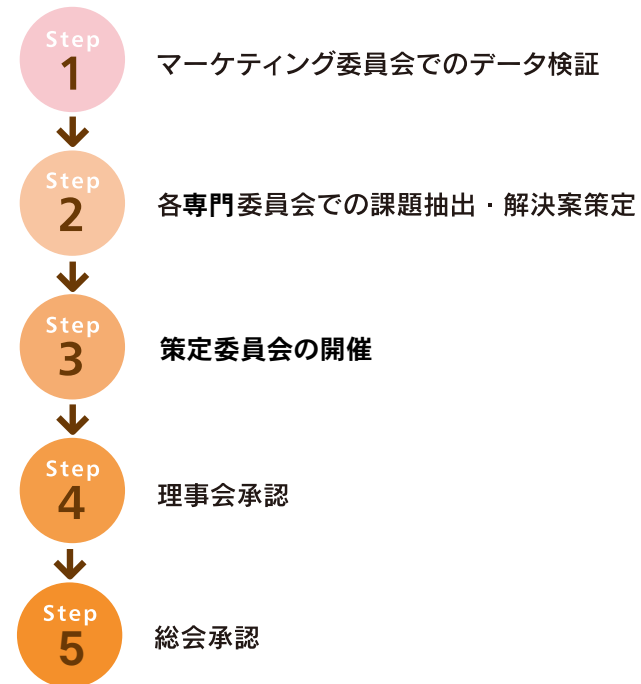 Step
1
マーケティング委員会でのデータ検証
Step
2
各専門委員会での課題抽出・解決案策定
Step
3
策定委員会の開催
Step
4
理事会承認
Step
5
総会承認